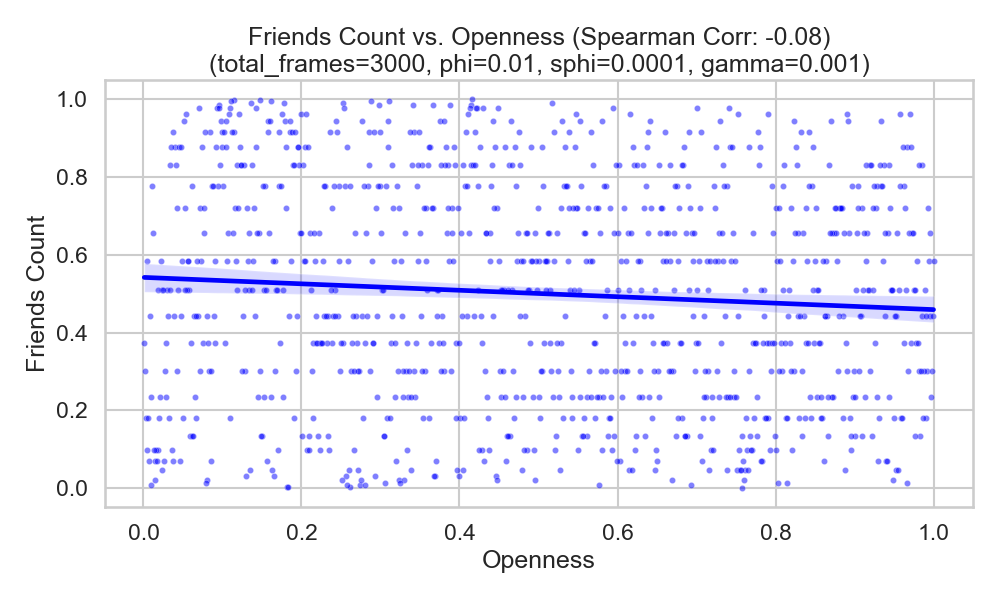 Friends Count vs. Openness (Spearman Corr: -0.08)
(total_frames=3000, phi=0.01, sphi=0.0001, gamma=0.001)
1.0
0.8
0.6
0.4
0.2
0.0
Friends Count
0.0 0.2 0.4 0.6 0.8 1.0
Openness